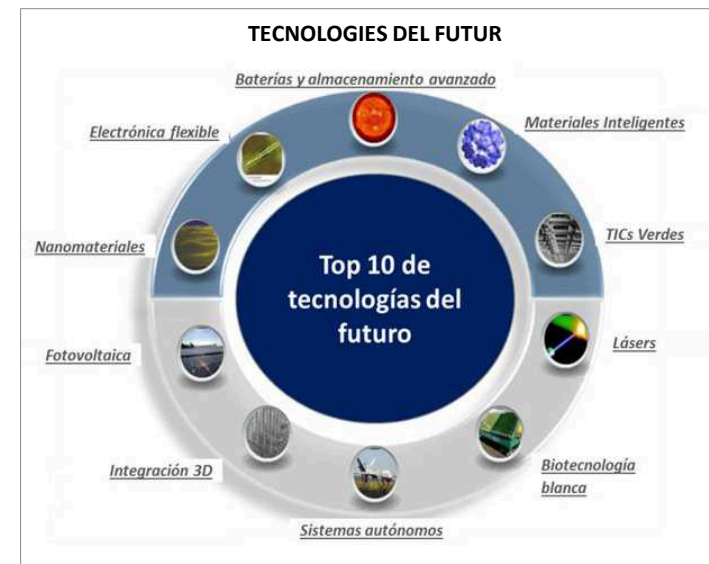 TECNOLOGIES DEL FUTUR
Baterías y almacenamiento avanzado
Electrónica flexible
Materiales Inteligentes
Nanomateriales
TICs Verdes
Top 10 de
tecnologías del
futuro
Fotovoltaica
Lásers
Integración 3D
Biotecnología
blanca
Sistemas autónomos